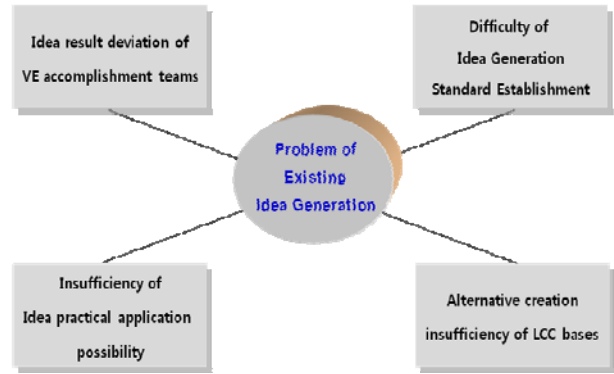 Idea result deviation of
VE accomplishment teams
Difficulty of
Idea Generation
Standard Establishment
Problem of
Existing
Idea Generation
Insufficiency of
Idea practical application
possibility
Alternative creation
insufficiency of LCC bases